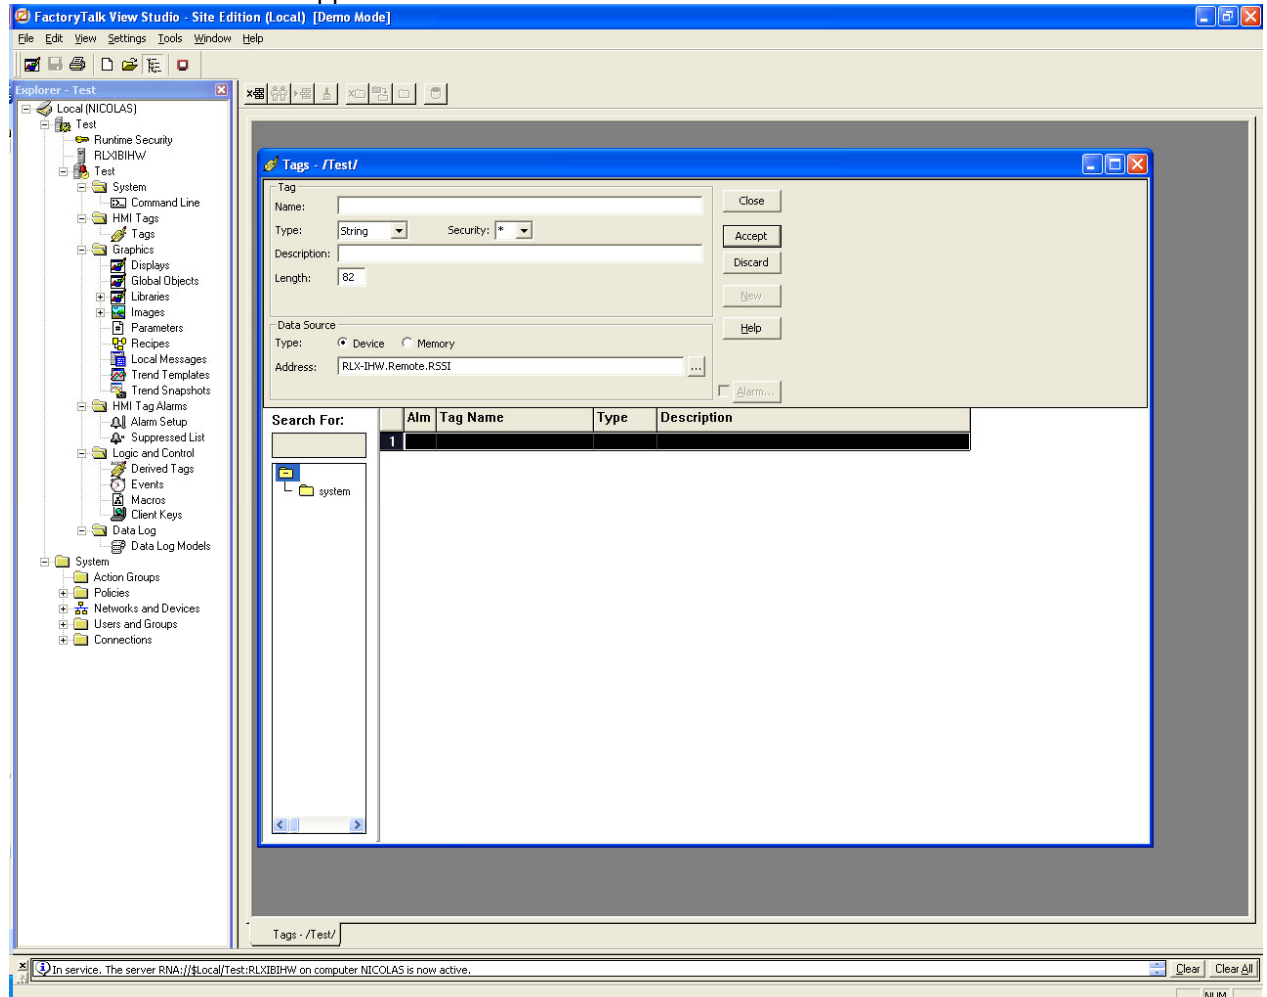 FactoryTalk View Studio - Site Edition (Local) [Demo Mode]
File Edit View Settings Tools Window Help
Explorer - Test
Local (NICOLAS)
Test
Runtime Security
RLXIBIHW
Test
System
Command Line
HMI Tags
Tags
Graphics
Displays
Global Objects
Libraries
Images
Parameters
Recipes
Local Messages
Trend Templates
Trend Snapshots
HMI Tag Alarms
Alarm Setup
Suppressed List
Logic and Control
Derived Tags
Events
Macros
Client Keys
Data Log
Data Log Models
System
Action Groups
Policies
Networks and Devices
Users and Groups
Connections
Tags - /Test/
Tag
Name:
Type: String Security: *
Description:
Length: 82
Data Source
Type: Device Memory
Address: RLX-IHW.Remote.RSSI ...
Close
Accept
Discard
New
Help
Alarm...
Search For:
Alm Tag Name Type Description
1
system
Tags - /Test/
In service. The server RNA://$Local/Test:RLXIBIHW on computer NICOLAS is now active.
Clear Clear All
NUM